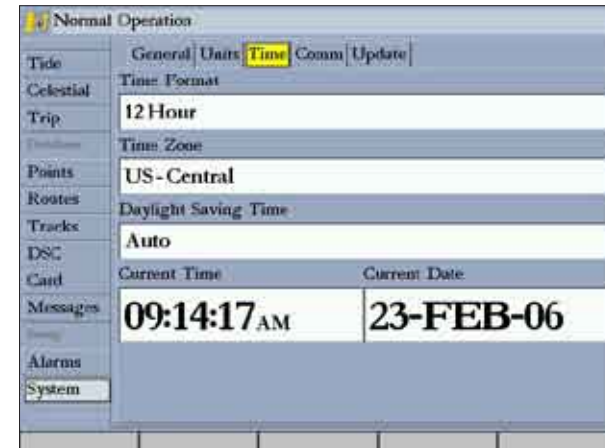 Normal Operation
General Units Time Comm Update
Tide
Celestial
Trip
Points
Routes
Tracks
DSC
Card
Messages
Alarms
System
Time Format
12 Hour
Time Zone
US-Central
Daylight Saving Time
Auto
Current Time
09:14:17 AM
Current Date
23-FEB-06